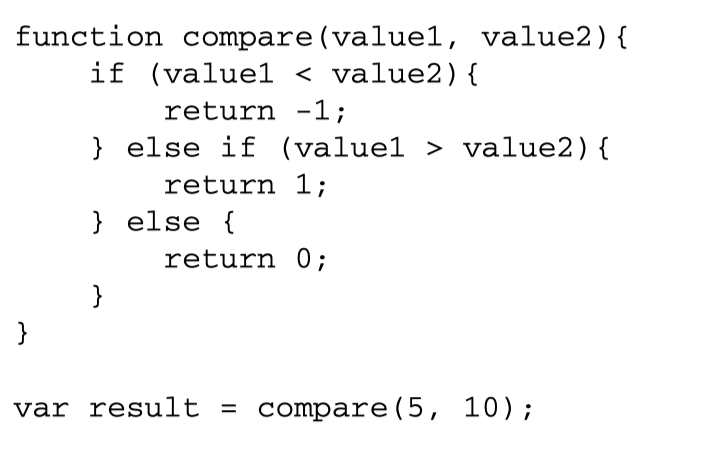 function compare(value1, value2){
    if (value1 < value2){
        return -1;
    } else if (value1 > value2){
        return 1;
    } else {
        return 0;
    }
}

var result = compare(5, 10);